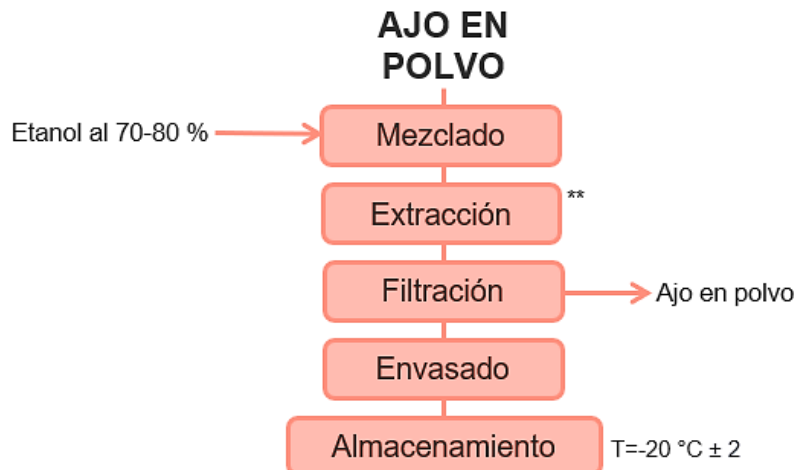 AJO EN
POLVO
Etanol al 70-80 %
Mezclado
Extracción
**
Filtración
Ajo en polvo
Envasado
Almacenamiento
T=-20 °C ± 2